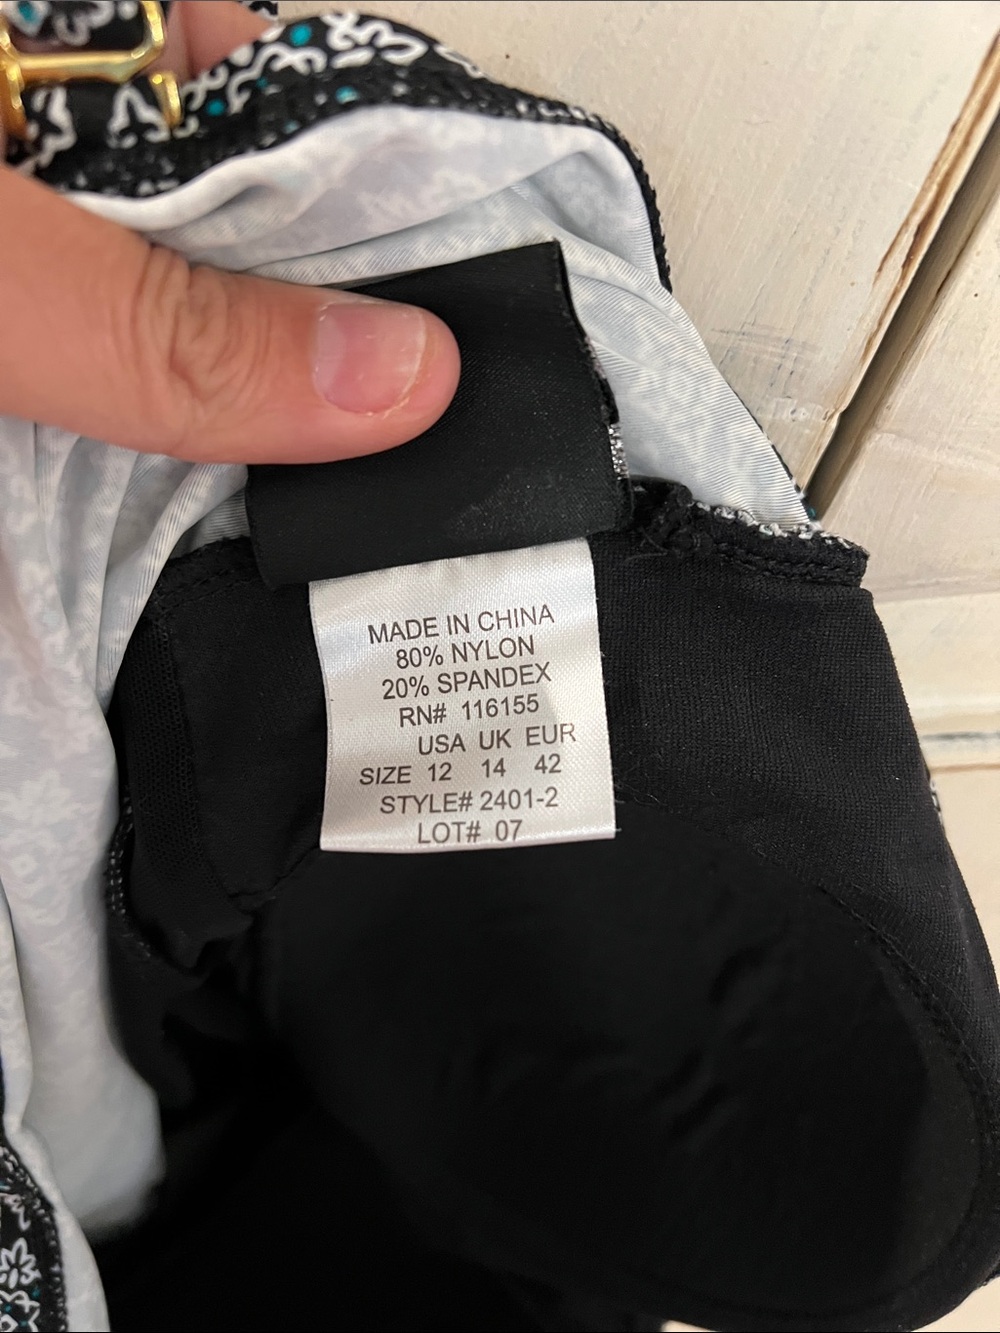 MADE IN CHINA
80% NYLON
20% SPANDEX
RN# 116155
USA UK EUR
SIZE 12 14 42
STYLE# 2401-2
LOT# 07